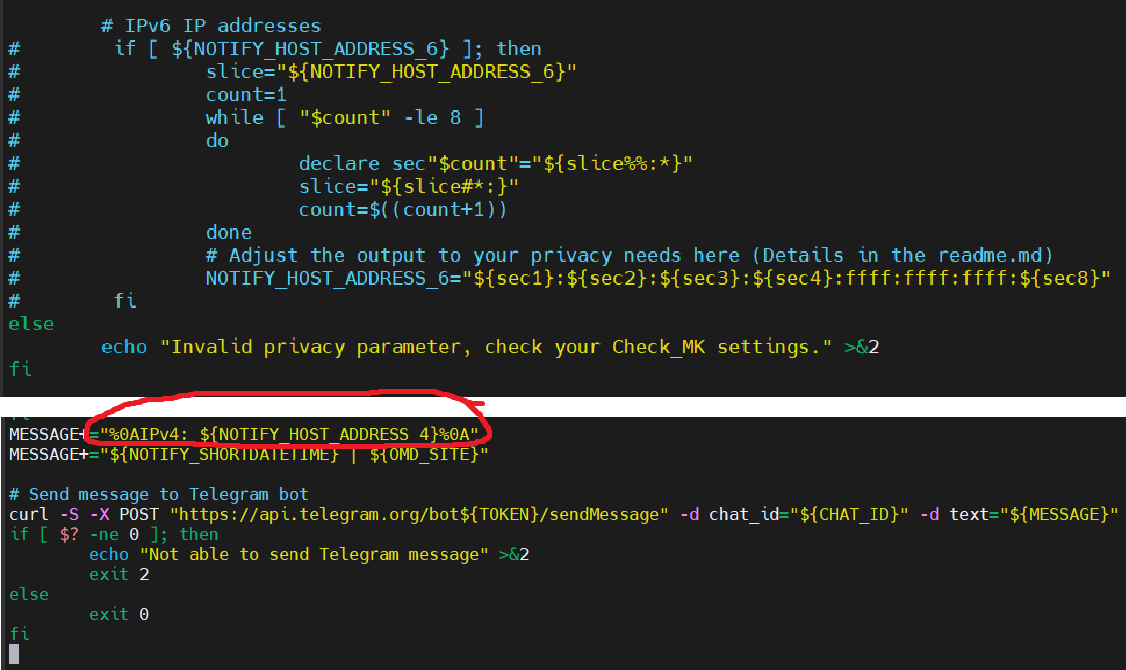 # IPv6 IP addresses
# if [ ${NOTIFY_HOST_ADDRESS_6} ]; then
# slice="${NOTIFY_HOST_ADDRESS_6}"
# count=1
# while [ "$count" -le 8 ]
# do
# declare sec"$count"="${slice%%:*}"
# slice="${slice#*:}"
# count=$((count+1))
# done
# # Adjust the output to your privacy needs here (Details in the readme.md)
# NOTIFY_HOST_ADDRESS_6="${sec1}:${sec2}:${sec3}:${sec4}:ffff:ffff:ffff:${sec8}"
# fi
else
echo "Invalid privacy parameter, check your Check_MK settings." >&2
fi
MESSAGE+="%0AIPv4: ${NOTIFY_HOST_ADDRESS_4}%0A"
MESSAGE+="${NOTIFY_SHORTDATETIME} | ${OMD_SITE}"
# Send message to Telegram bot
curl -S -X POST "https://api.telegram.org/bot${TOKEN}/sendMessage" -d chat_id="${CHAT_ID}" -d text="${MESSAGE}"
if [ $? -ne 0 ]; then
echo "Not able to send Telegram message" >&2
exit 2
else
exit 0
fi